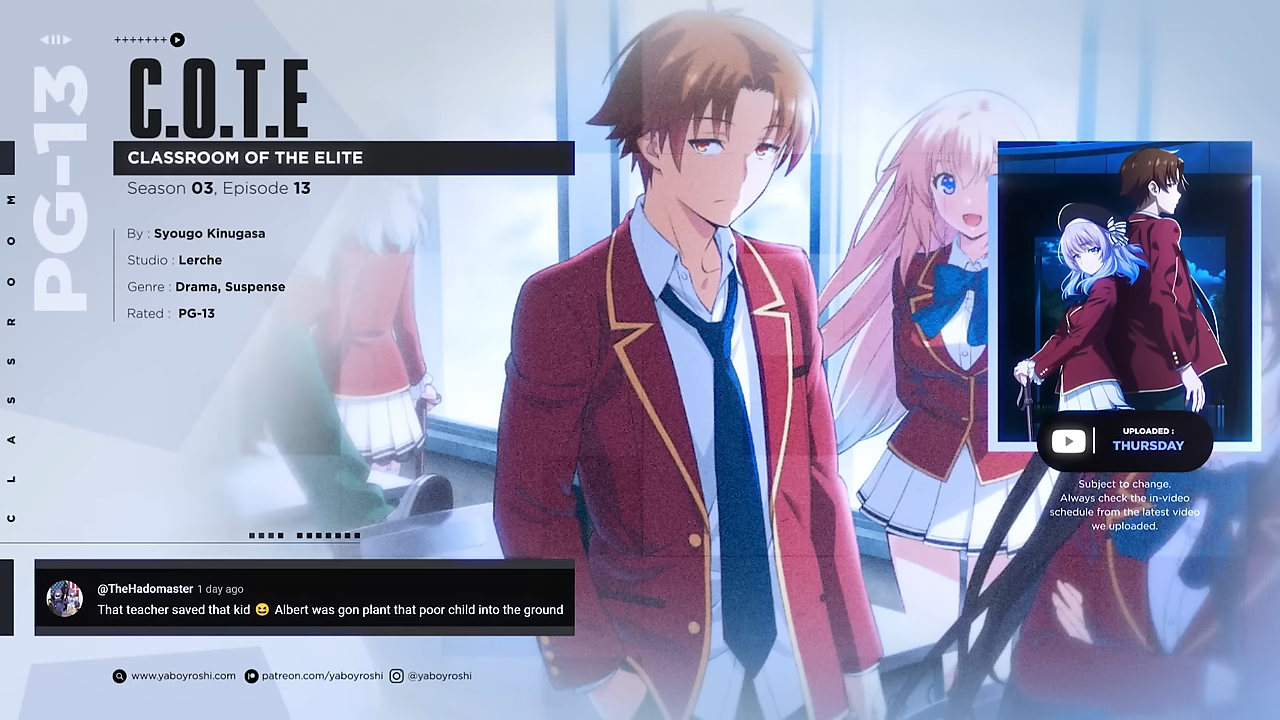 PG-13
C.O.T.E
CLASSROOM OF THE ELITE
Season 03, Episode 13
By : Syougo Kinugasa
Studio : Lerche
Genre : Drama, Suspense
Rated : PG-13
CLASSROOM
UPLOADED :
THURSDAY
Subject to change.
Always check the in-video
schedule from the latest video
we uploaded.
@TheHadomaster 1 day ago
That teacher saved that kid 😆 Albert was gon plant that poor child into the ground
www.yaboyroshi.com patreon.com/yaboyroshi @yaboyroshi